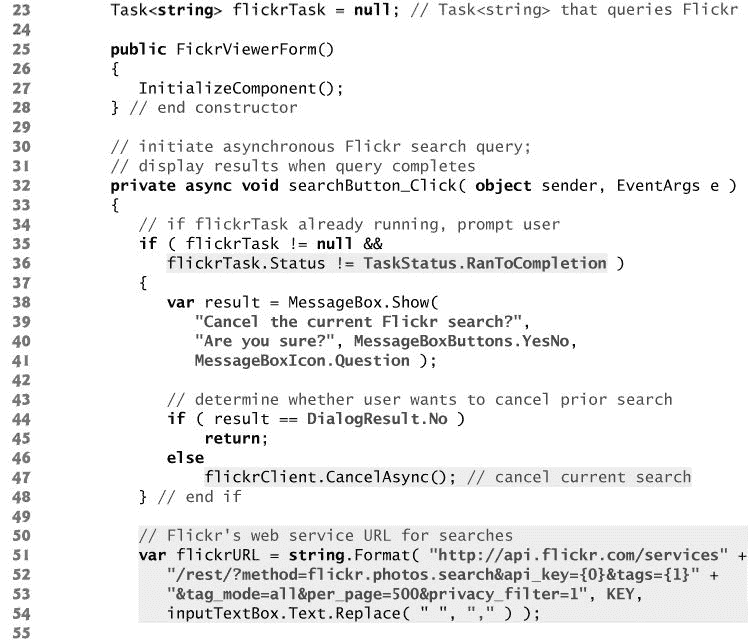 23 Task<string> flickrTask = null; // Task<string> that queries Flickr
24
25 public FickrViewerForm()
26 {
27 InitializeComponent();
28 } // end constructor
29
30 // initiate asynchronous Flickr search query;
31 // display results when query completes
32 private async void searchButton_Click( object sender, EventArgs e )
33 {
34 // if flickrTask already running, prompt user
35 if ( flickrTask != null &&
36 flickrTask.Status != TaskStatus.RanToCompletion )
37 {
38 var result = MessageBox.Show(
39 "Cancel the current Flickr search?",
40 "Are you sure?", MessageBoxButtons.YesNo,
41 MessageBoxIcon.Question );
42
43 // determine whether user wants to cancel prior search
44 if ( result == DialogResult.No )
45 return;
46 else
47 flickrClient.CancelAsync(); // cancel current search
48 } // end if
49
50 // Flickr's web service URL for searches
51 var flickrURL = string.Format( "http://api.flickr.com/services" +
52 "/rest/?method=flickr.photos.search&api_key={0}&tags={1}" +
53 "&tag_mode=all&per_page=500&privacy_filter=1", KEY,
54 inputTextBox.Text.Replace( " ", "," ) );
55